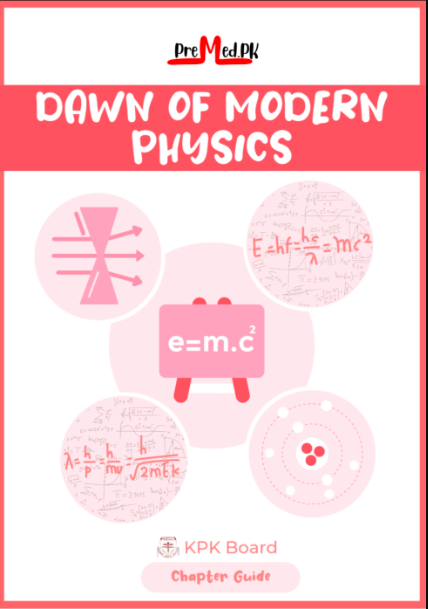 PreMed.PK
DAWN OF MODERN
PHYSICS
E=hf=hc/λ=mc²
e=m.c²
λ=h/p=h/mv=h/√2mEk
KPK Board
Chapter Guide